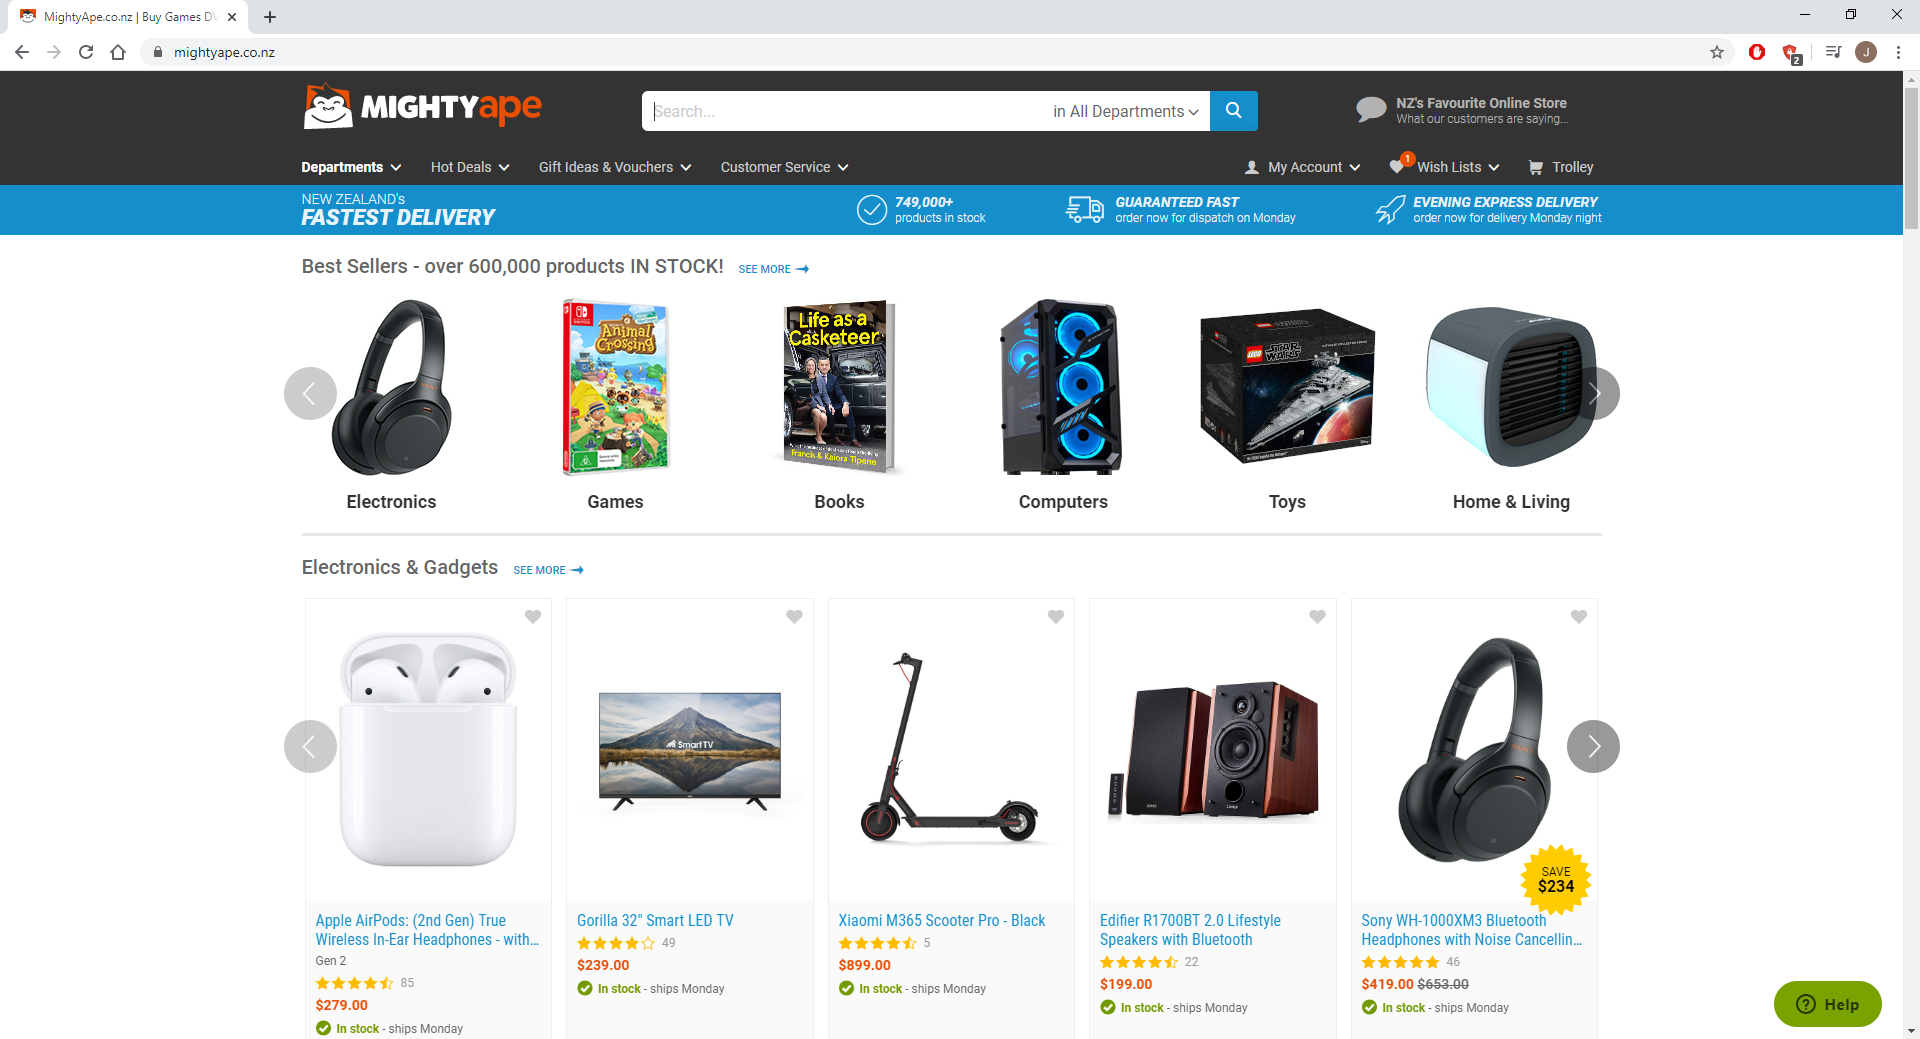 MightyApe.co.nz | Buy Games DV
mightyape.co.nz
2
J
MIGHTYape
Search...
in All Departments
NZ's Favourite Online Store
What our customers are saying...
Departments
Hot Deals
Gift Ideas & Vouchers
Customer Service
My Account
1
Wish Lists
Trolley
NEW ZEALAND's
FASTEST DELIVERY
749,000+
products in stock
GUARANTEED FAST
order now for dispatch on Monday
EVENING EXPRESS DELIVERY
order now for delivery Monday night
Best Sellers - over 600,000 products IN STOCK!
SEE MORE
Animal
Crossing
Life as a
Casketeer
Francis & Kaiora Tipene
LEGO
STAR
WARS
Electronics
Games
Books
Computers
Toys
Home & Living
Electronics & Gadgets
SEE MORE
Smart TV
SAVE
$234
Apple AirPods: (2nd Gen) True
Wireless In-Ear Headphones - with...
Gen 2
85
$279.00
In stock - ships Monday
Gorilla 32" Smart LED TV
49
$239.00
In stock - ships Monday
Xiaomi M365 Scooter Pro - Black
5
$899.00
In stock - ships Monday
Edifier R1700BT 2.0 Lifestyle
Speakers with Bluetooth
22
$199.00
In stock - ships Monday
Sony WH-1000XM3 Bluetooth
Headphones with Noise Cancellin...
46
$419.00 $653.00
In stock - ships Monday
Help